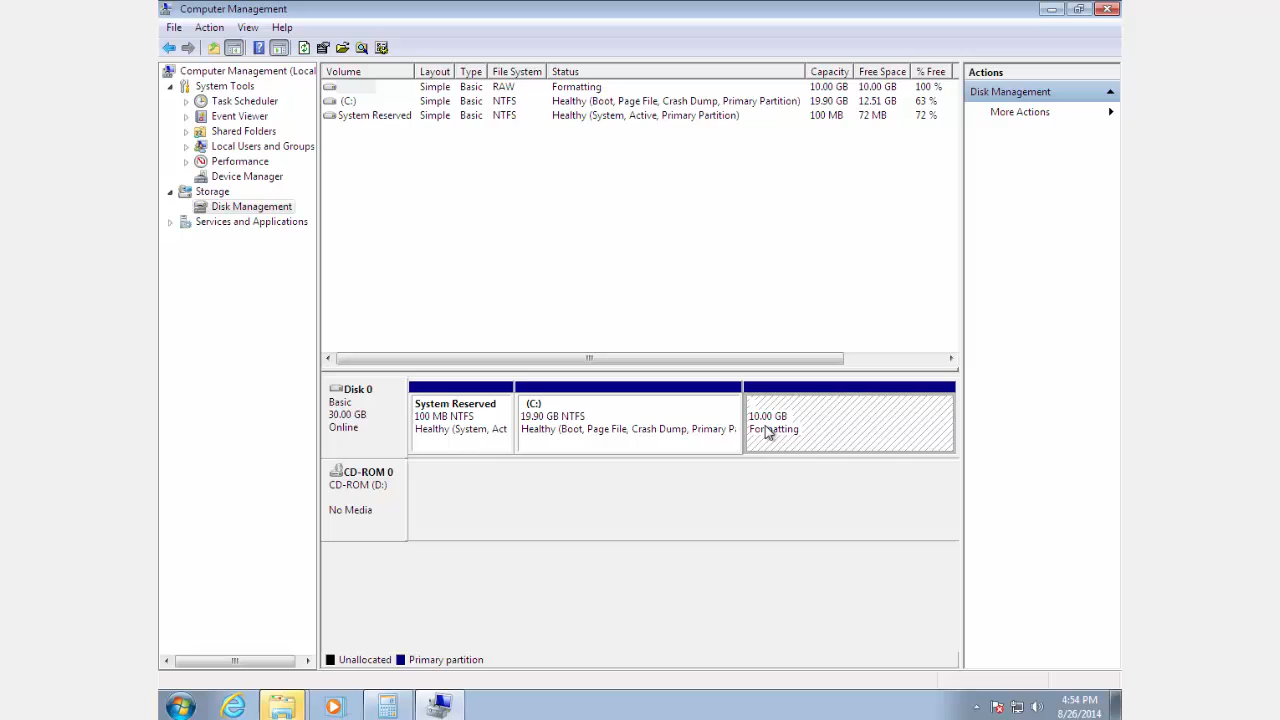 Computer Management
File Action View Help
Computer Management (Local
System Tools
Task Scheduler
Event Viewer
Shared Folders
Local Users and Groups
Performance
Device Manager
Storage
Disk Management
Services and Applications
Volume Layout Type File System Status Capacity Free Space % Free
Simple Basic RAW Formatting 10.00 GB 10.00 GB 100 %
(C:) Simple Basic NTFS Healthy (Boot, Page File, Crash Dump, Primary Partition) 19.90 GB 12.51 GB 63 %
System Reserved Simple Basic NTFS Healthy (System, Active, Primary Partition) 100 MB 72 MB 72 %
Disk 0
Basic
30.00 GB
Online
System Reserved
100 MB NTFS
Healthy (System, Act
(C:)
19.90 GB NTFS
Healthy (Boot, Page File, Crash Dump, Primary P
10.00 GB
Formatting
CD-ROM 0
CD-ROM (D:)
No Media
Unallocated Primary partition
Actions
Disk Management
More Actions
4:54 PM
8/26/2014